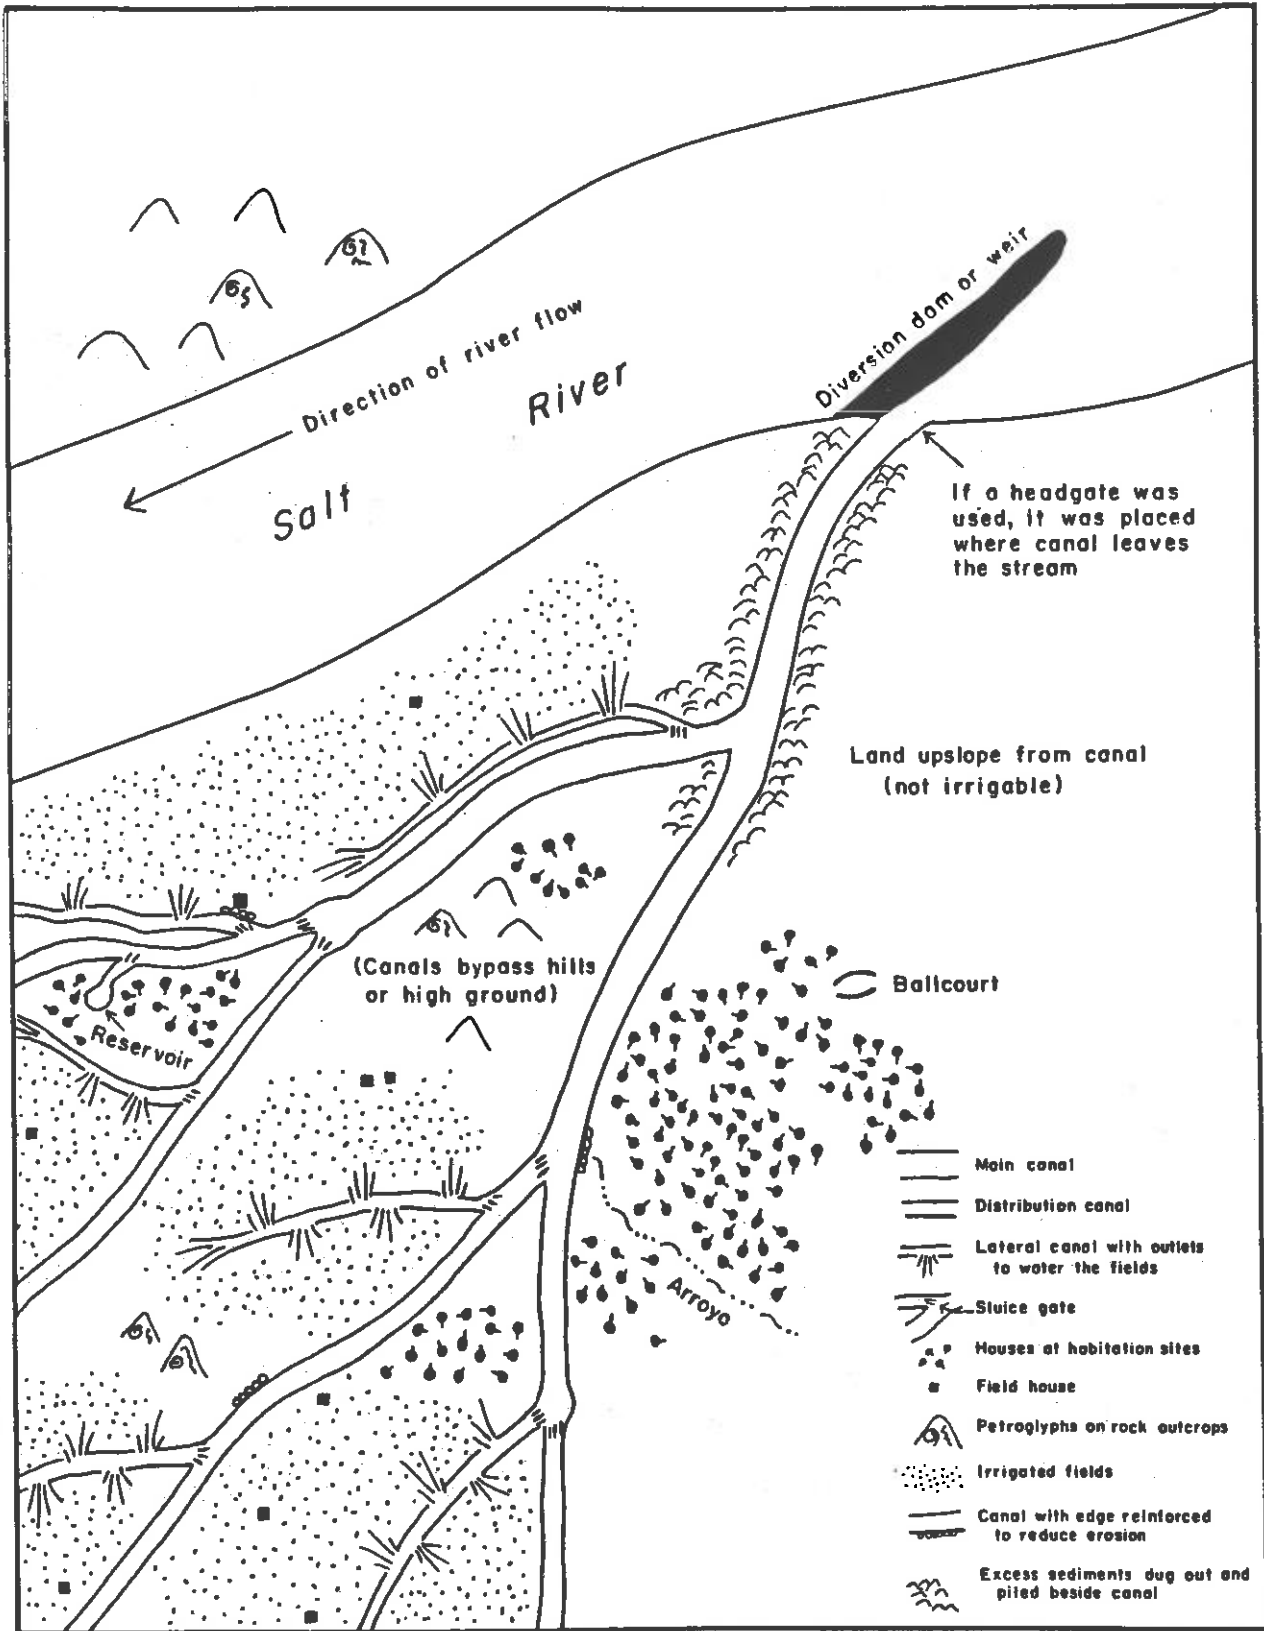 Diversion dam or weir
Direction of river flow
River
Salt
If a headgate was
used, it was placed
where canal leaves
the stream
Land upslope from canal
(not irrigable)
(Canals bypass hills
or high ground)
Ballcourt
Reservoir
Arroyo
Main canal
Distribution canal
Lateral canal with outlets
to water the fields
Sluice gate
Houses at habitation sites
Field house
Petroglyphs on rock outcrops
Irrigated fields
Canal with edge reinforced
to reduce erosion
Excess sediments dug out and
piled beside canal